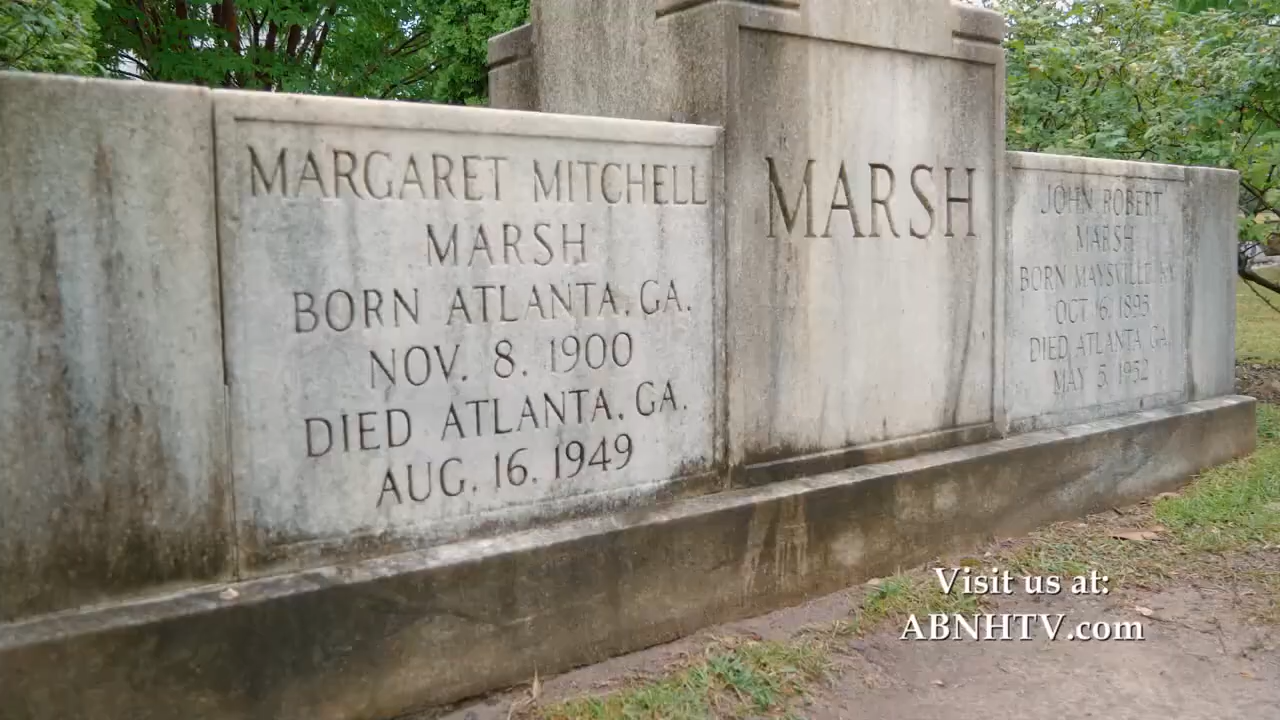 MARGARET MITCHELL
MARSH
BORN ATLANTA, GA.
NOV. 8. 1900
DIED ATLANTA, GA.
AUG. 16. 1949
MARSH
JOHN ROBERT
MARSH
BORN MAYSVILLE KY
OCT. 6. 1895
DIED ATLANTA GA.
MAY 5. 1952
Visit us at:
ABNHTV.com